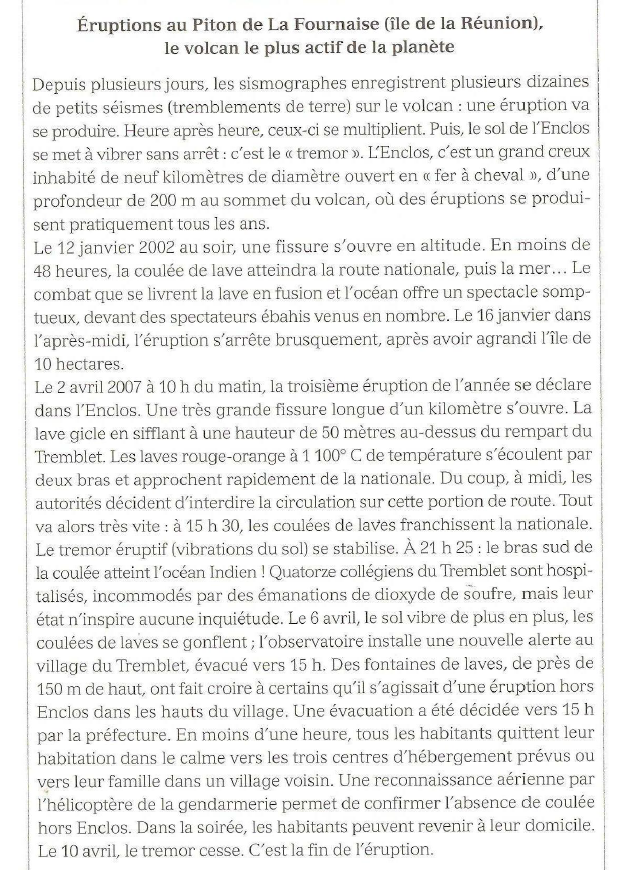 Éruptions au Piton de La Fournaise (île de la Réunion),
le volcan le plus actif de la planète
Depuis plusieurs jours, les sismographes enregistrent plusieurs dizaines
de petits séismes (tremblements de terre) sur le volcan : une éruption va
se produire. Heure après heure, ceux-ci se multiplient. Puis, le sol de l'Enclos
se met à vibrer sans arrêt : c'est le « tremor ». L'Enclos, c'est un grand creux
inhabité de neuf kilomètres de diamètre ouvert en « fer à cheval », d'une
profondeur de 200 m au sommet du volcan, où des éruptions se produi-
sent pratiquement tous les ans.
Le 12 janvier 2002 au soir, une fissure s'ouvre en altitude. En moins de
48 heures, la coulée de lave atteindra la route nationale, puis la mer... Le
combat que se livrent la lave en fusion et l'océan offre un spectacle somp-
tueux, devant des spectateurs ébahis venus en nombre. Le 16 janvier dans
l'après-midi, l'éruption s'arrête brusquement, après avoir agrandi l'île de
10 hectares.
Le 2 avril 2007 à 10 h du matin, la troisième éruption de l'année se déclare
dans l'Enclos. Une très grande fissure longue d'un kilomètre s'ouvre. La
lave gicle en sifflant à une hauteur de 50 mètres au-dessus du rempart du
Tremblet. Les laves rouge-orange à 1 100° C de température s'écoulent par
deux bras et approchent rapidement de la nationale. Du coup, à midi, les
autorités décident d'interdire la circulation sur cette portion de route. Tout
va alors très vite : à 15 h 30, les coulées de laves franchissent la nationale.
Le tremor éruptif (vibrations du sol) se stabilise. À 21 h 25 : le bras sud de
la coulée atteint l'océan Indien ! Quatorze collégiens du Tremblet sont hospi-
talisés, incommodés par des émanations de dioxyde de soufre, mais leur
état n'inspire aucune inquiétude. Le 6 avril, le sol vibre de plus en plus, les
coulées de laves se gonflent ; l'observatoire installe une nouvelle alerte au
village du Tremblet, évacué vers 15 h. Des fontaines de laves, de près de
150 m de haut, ont fait croire à certains qu'il s'agissait d'une éruption hors
Enclos dans les hauts du village. Une évacuation a été décidée vers 15 h
par la préfecture. En moins d'une heure, tous les habitants quittent leur
habitation dans le calme vers les trois centres d'hébergement prévus ou
vers leur famille dans un village voisin. Une reconnaissance aérienne par
l'hélicoptère de la gendarmerie permet de confirmer l'absence de coulée
hors Enclos. Dans la soirée, les habitants peuvent revenir à leur domicile.
Le 10 avril, le tremor cesse. C'est la fin de l'éruption.